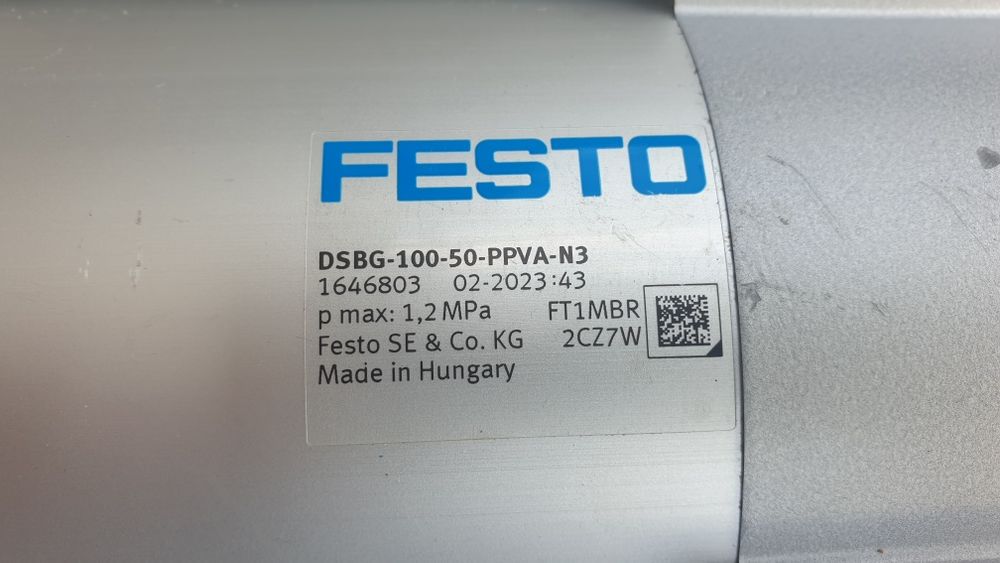 FESTO
DSBG-100-50-PPVA-N3
1646803 02-2023:43
p max: 1,2 MPa FT1MBR
Festo SE & Co. KG 2CZ7W
Made in Hungary